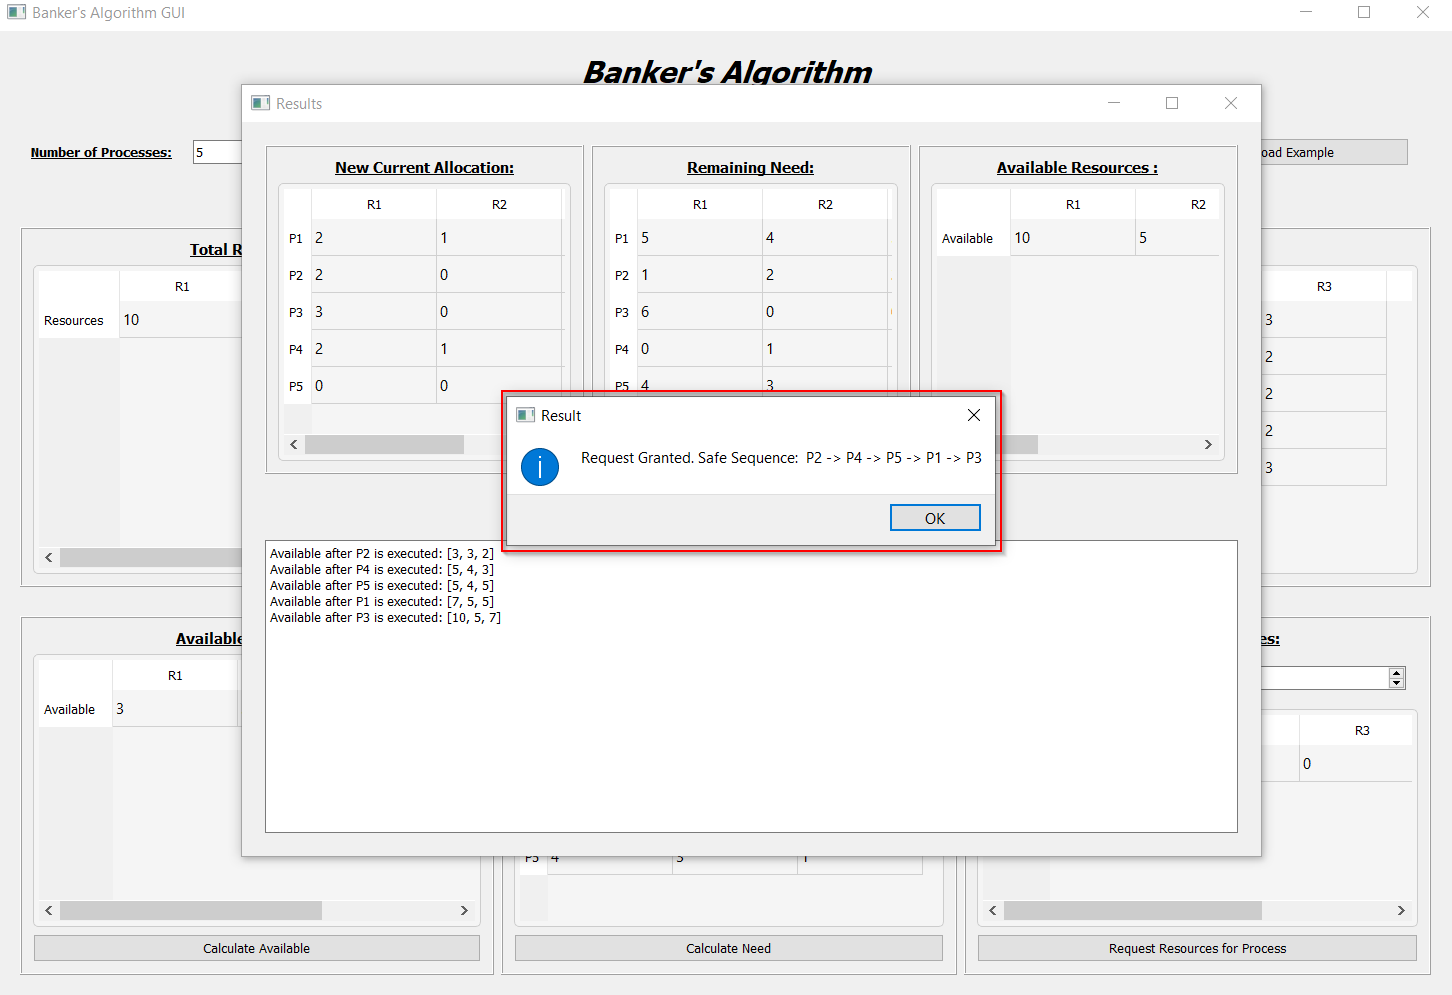 Banker's Algorithm GUI
Banker's Algorithm
Results
Number of Processes: 5
oad Example
New Current Allocation:
R1 R2
P1 2 1
P2 2 0
P3 3 0
P4 2 1
P5 0 0
Remaining Need:
R1 R2
P1 5 4
P2 1 2
P3 6 0
P4 0 1
P5 4 3
Available Resources :
R1 R2
Available 10 5
Total R
R1
Resources 10
R3
3
2
2
2
3
Result
Request Granted. Safe Sequence: P2 -> P4 -> P5 -> P1 -> P3
OK
Available after P2 is executed: [3, 3, 2]
Available after P4 is executed: [5, 4, 3]
Available after P5 is executed: [5, 4, 5]
Available after P1 is executed: [7, 5, 5]
Available after P3 is executed: [10, 5, 7]
Available
R1
Available 3
es:
R3
0
P5 4 3 1
Calculate Available
Calculate Need
Request Resources for Process